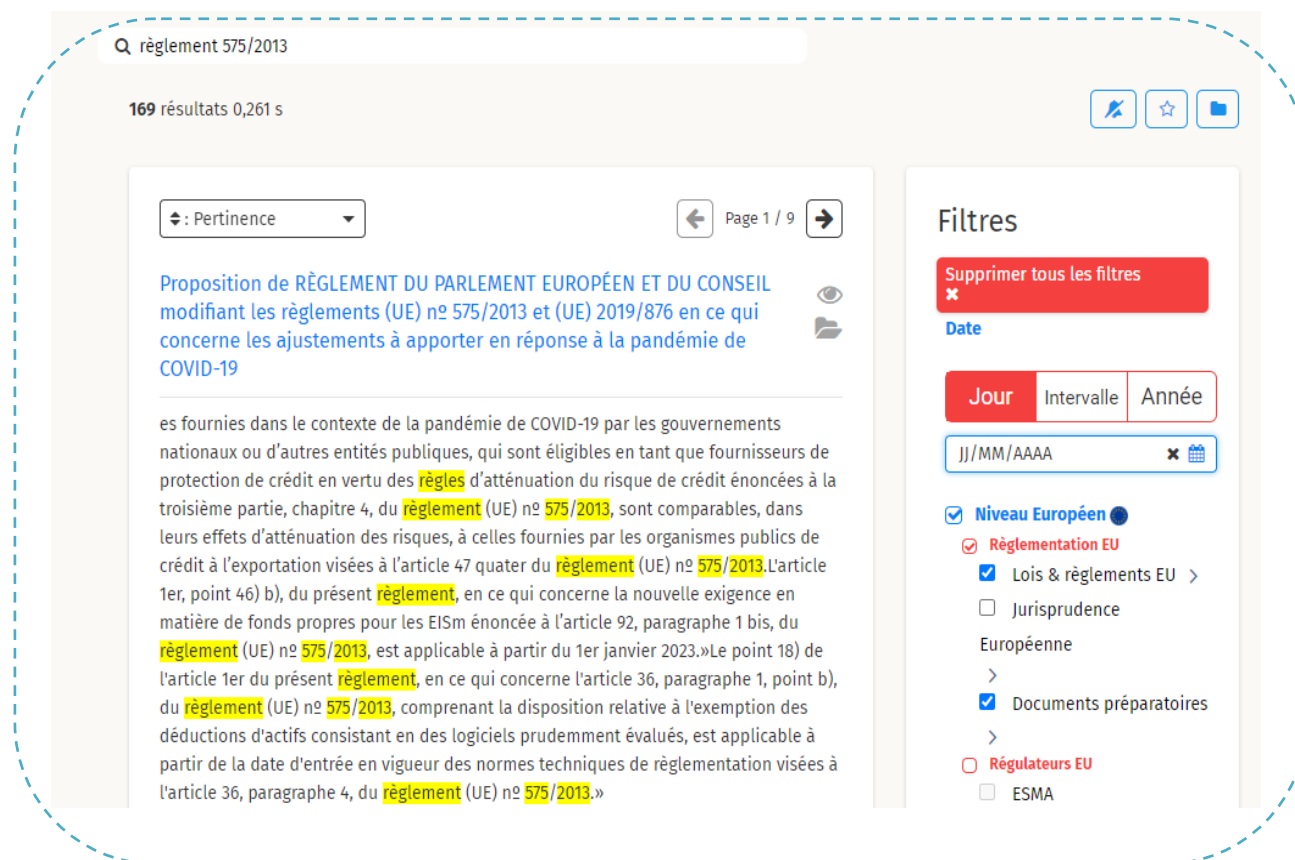 règlement 575/2013
169 résultats 0,261 s
: Pertinence
Page 1 / 9
Proposition de RÈGLEMENT DU PARLEMENT EUROPÉEN ET DU CONSEIL
modifiant les règlements (UE) nº 575/2013 et (UE) 2019/876 en ce qui
concerne les ajustements à apporter en réponse à la pandémie de
COVID-19
es fournies dans le contexte de la pandémie de COVID-19 par les gouvernements
nationaux ou d’autres entités publiques, qui sont éligibles en tant que fournisseurs de
protection de crédit en vertu des règles d’atténuation du risque de crédit énoncées à la
troisième partie, chapitre 4, du règlement (UE) nº 575/2013, sont comparables, dans
leurs effets d’atténuation des risques, à celles fournies par les organismes publics de
crédit à l’exportation visées à l’article 47 quater du règlement (UE) nº 575/2013.L'article
1er, point 46) b), du présent règlement, en ce qui concerne la nouvelle exigence en
matière de fonds propres pour les EISm énoncée à l’article 92, paragraphe 1 bis, du
règlement (UE) nº 575/2013, est applicable à partir du 1er janvier 2023.»Le point 18) de
l'article 1er du présent règlement, en ce qui concerne l'article 36, paragraphe 1, point b),
du règlement (UE) nº 575/2013, comprenant la disposition relative à l'exemption des
déductions d'actifs consistant en des logiciels prudemment évalués, est applicable à
partir de la date d'entrée en vigueur des normes techniques de règlementation visées à
l'article 36, paragraphe 4, du règlement (UE) nº 575/2013.»
Filtres
Supprimer tous les filtres
Date
Jour Intervalle Année
JJ/MM/AAAA
Niveau Européen
Règlementation EU
Lois & règlements EU
Jurisprudence
Européenne
Documents préparatoires
Régulateurs EU
ESMA